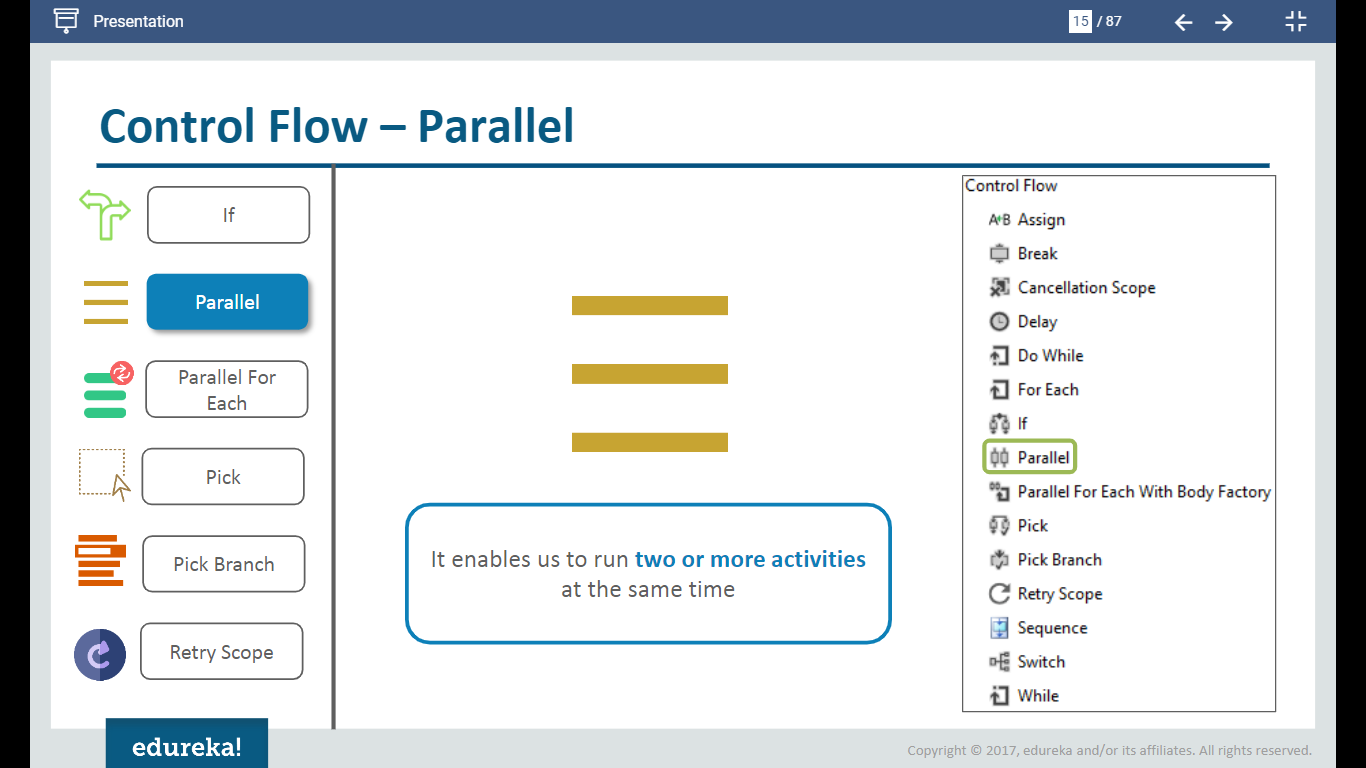 Presentation
15 / 87
Control Flow – Parallel
If
Parallel
Parallel For
Each
Pick
Pick Branch
Retry Scope
It enables us to run two or more activities
at the same time
Control Flow
A+B Assign
Break
Cancellation Scope
Delay
Do While
For Each
If
Parallel
Parallel For Each With Body Factory
Pick
Pick Branch
Retry Scope
Sequence
Switch
While
edureka!
Copyright © 2017, edureka and/or its affiliates. All rights reserved.